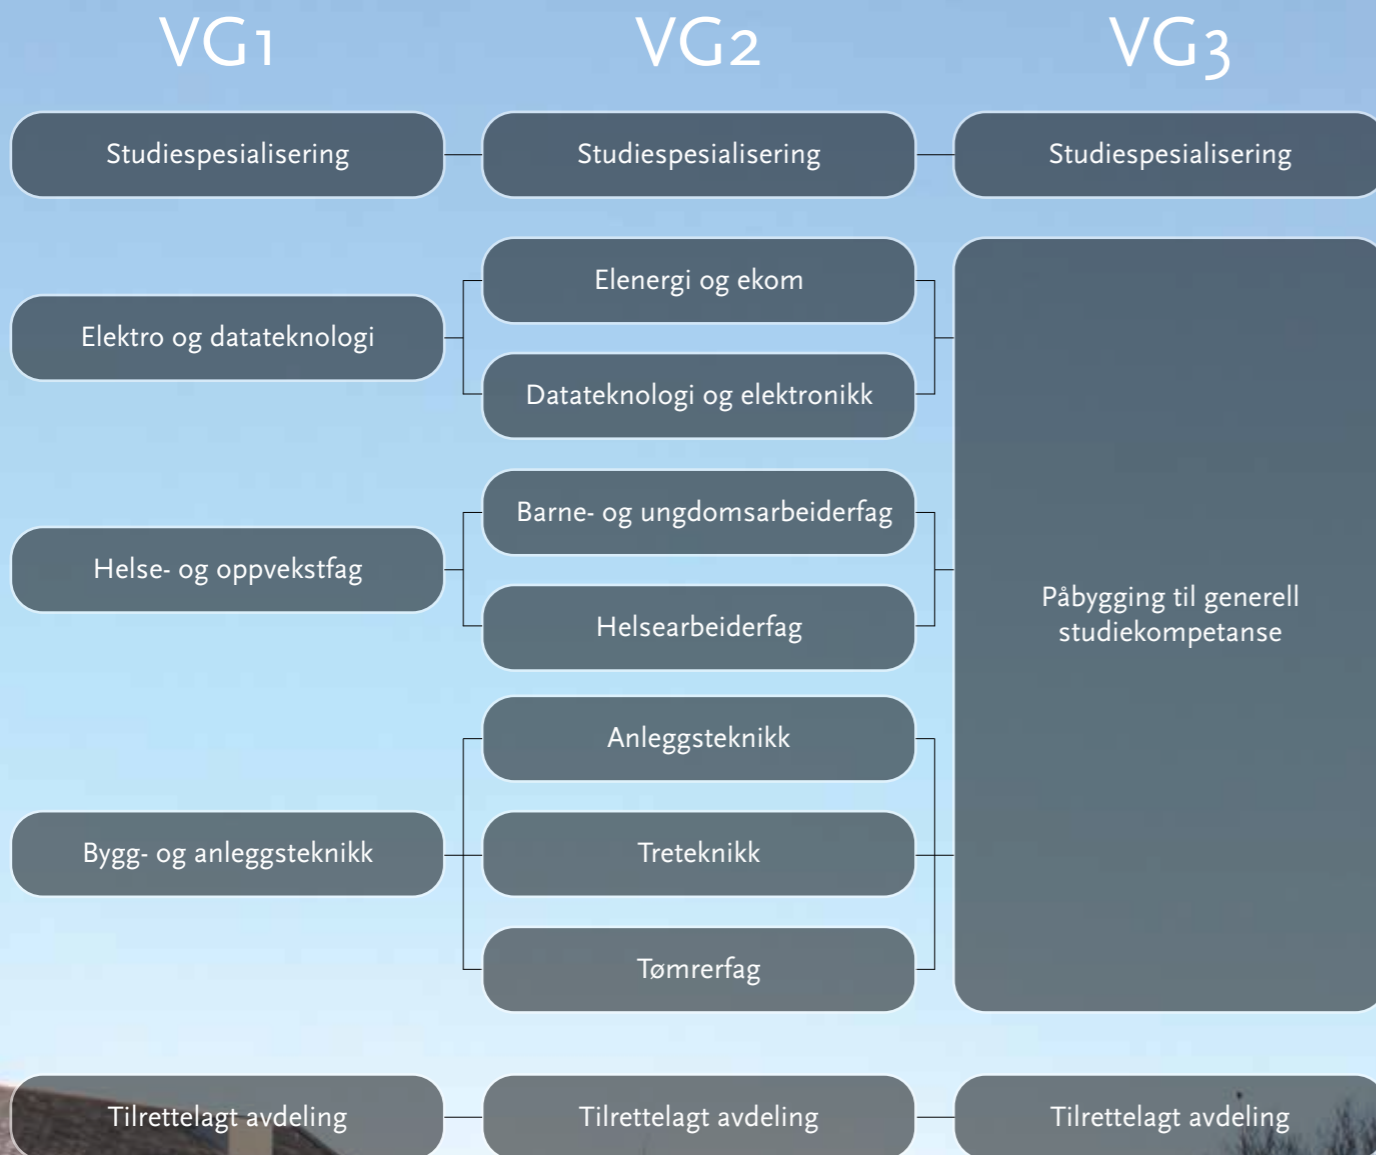 VG1
VG2
VG3
Studiespesialisering
Studiespesialisering
Studiespesialisering
Elektro og datateknologi
Elenergi og ekom
Datateknologi og elektronikk
Helse- og oppvekstfag
Barne- og ungdomsarbeiderfag
Helsearbeiderfag
Bygg- og anleggsteknikk
Anleggsteknikk
Treteknikk
Tømrerfag
Påbygging til generell
studiekompetanse
Tilrettelagt avdeling
Tilrettelagt avdeling
Tilrettelagt avdeling